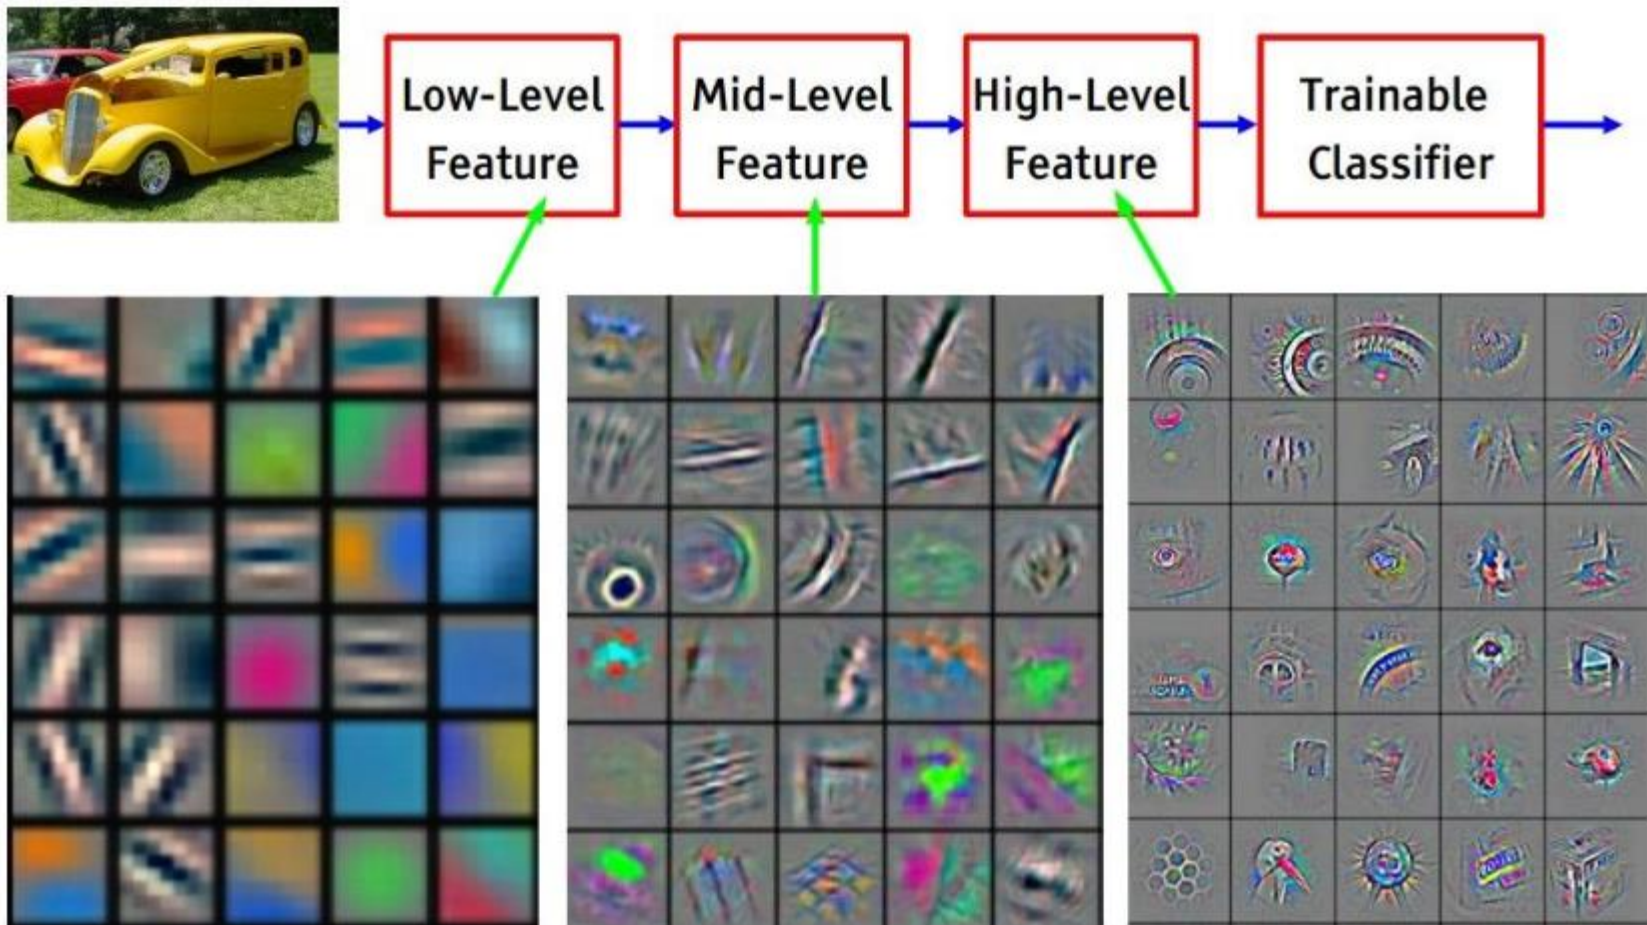 Low-Level
Feature
Mid-Level
Feature
High-Level
Feature
Trainable
Classifier